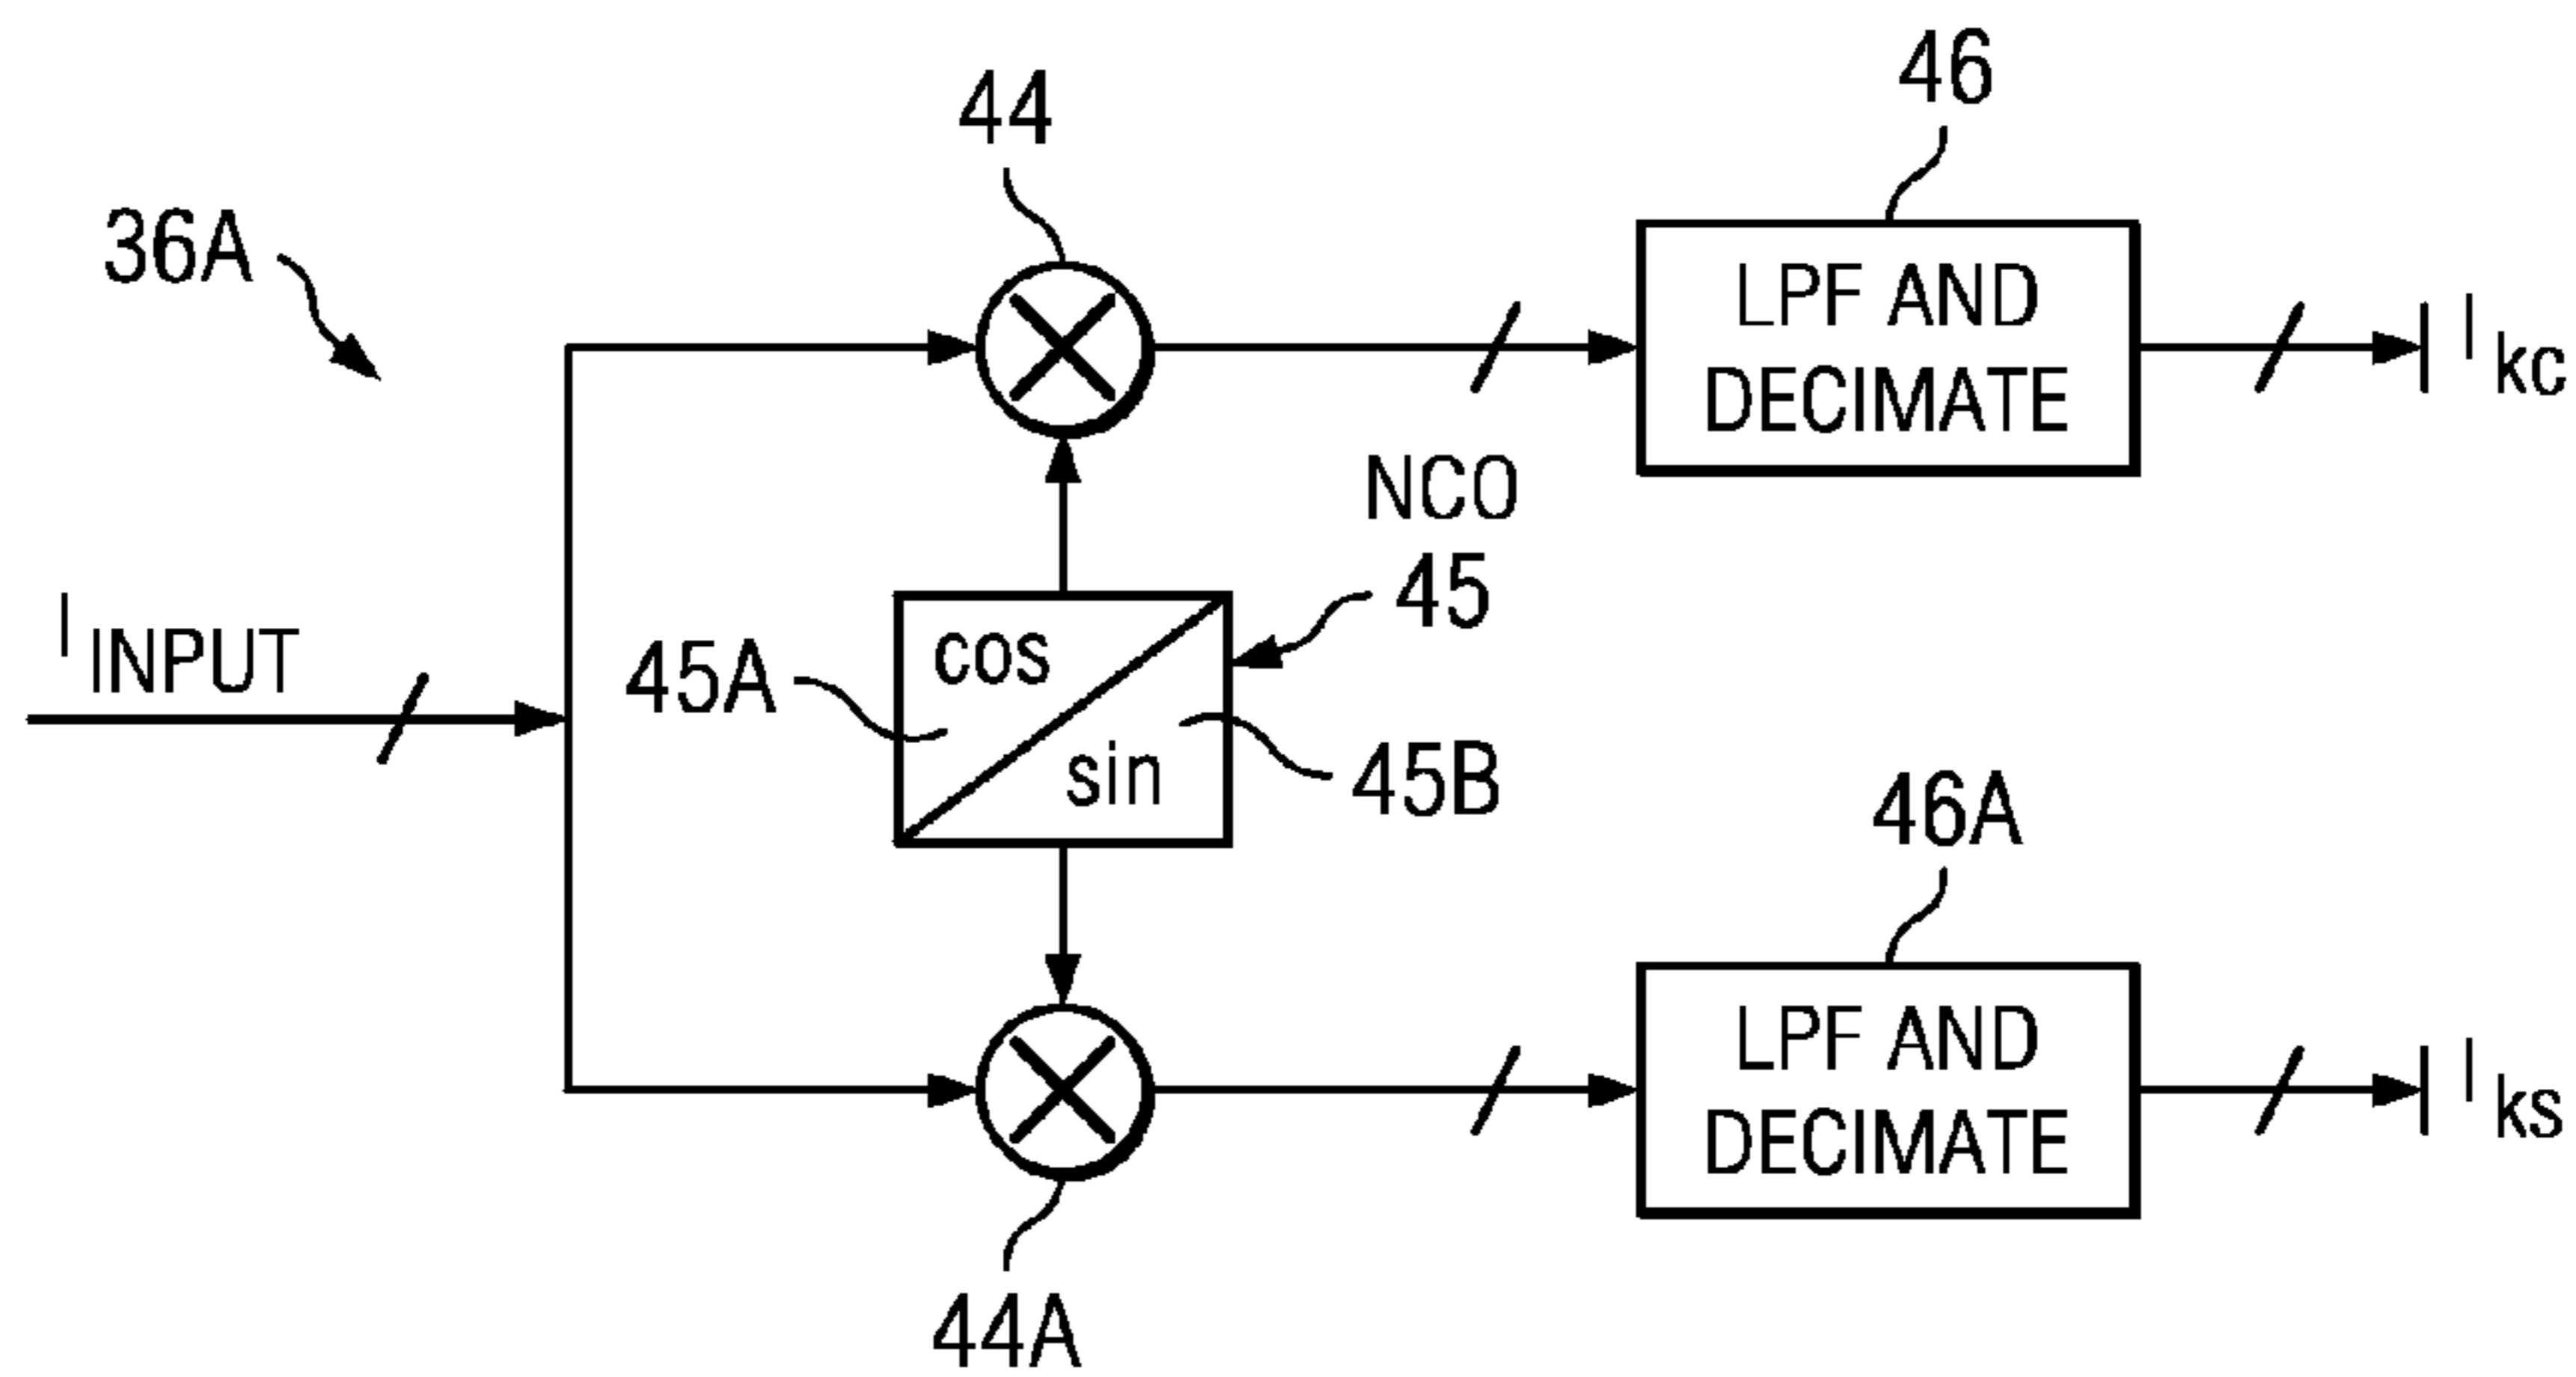 46
44
36A
LPF AND
DECIMATE
I kc
NCO
45
I INPUT
45A
cos
sin
45B
46A
LPF AND
DECIMATE
I ks
44A